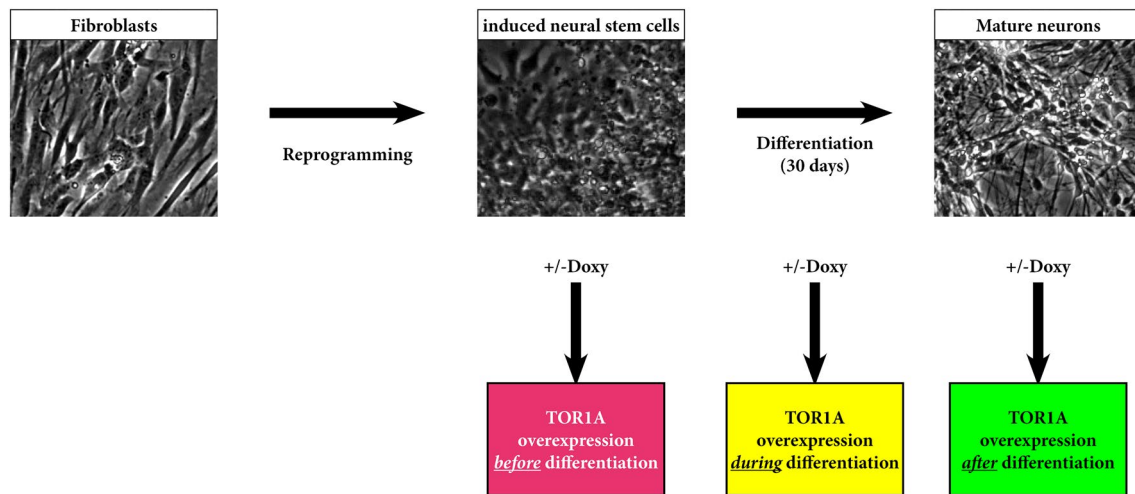 Fibroblasts
induced neural stem cells
Mature neurons
Reprogramming
Differentiation
(30 days)
+/-Doxy
+/-Doxy
+/-Doxy
TOR1A
overexpression
before differentiation
TOR1A
overexpression
during differentiation
TOR1A
overexpression
after differentiation